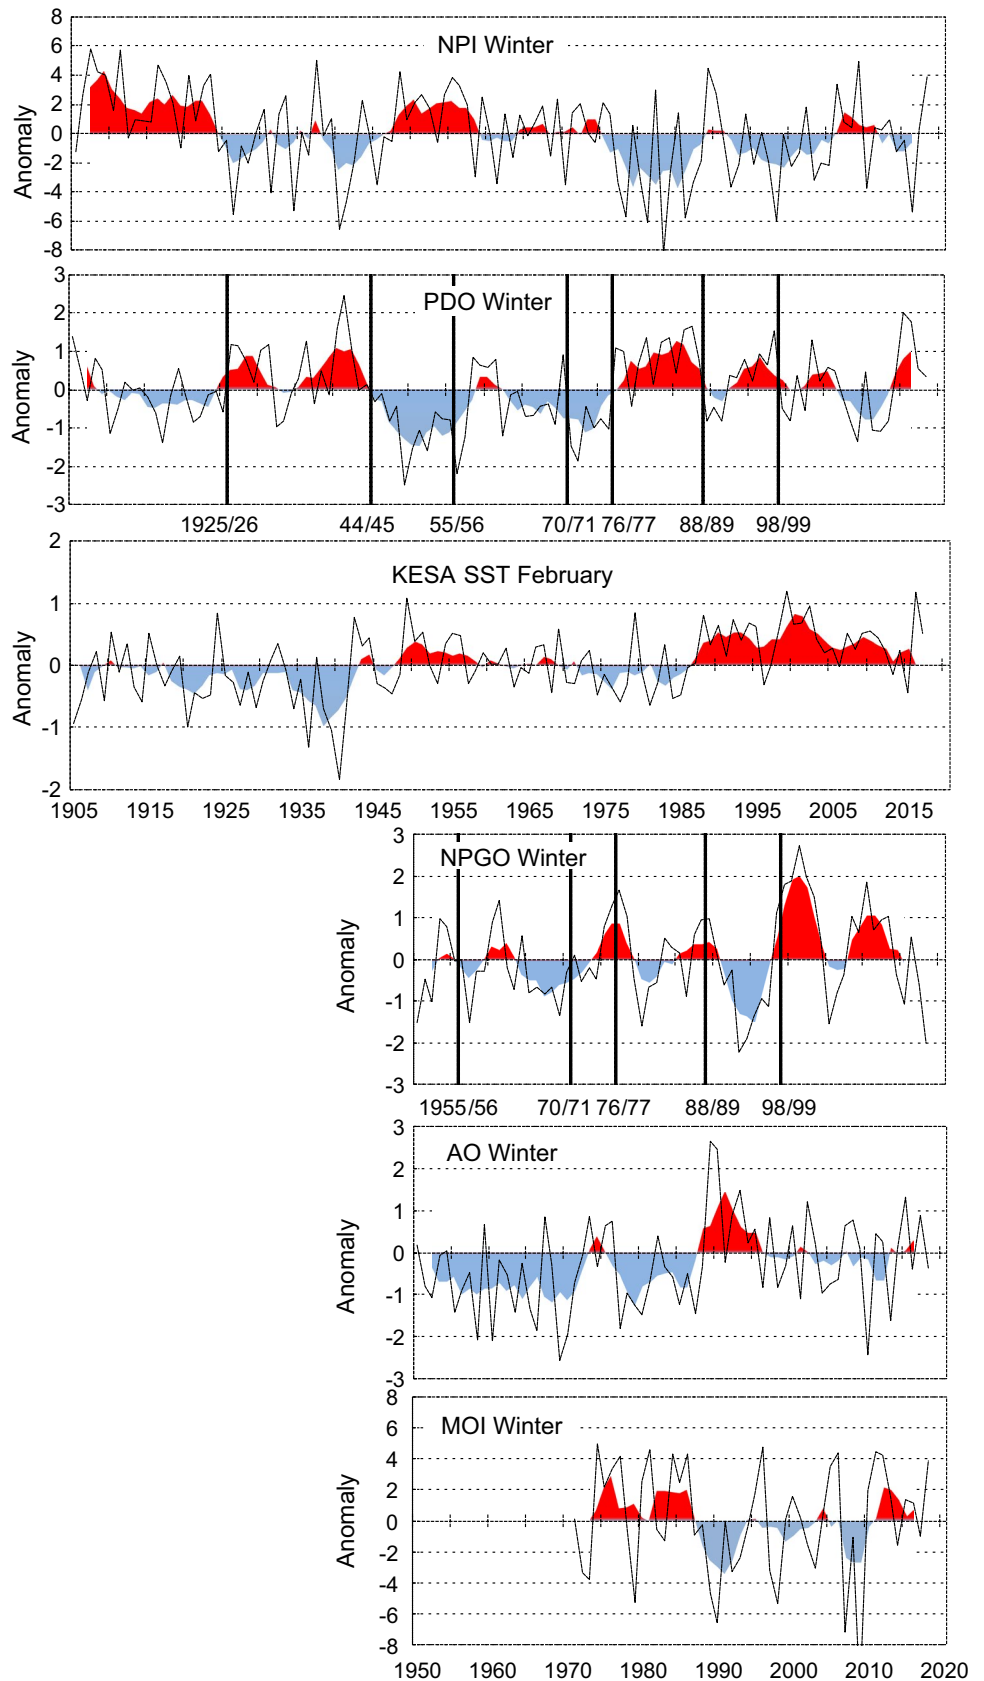 NPI Winter
Anomaly
8
6
4
2
0
-2
-4
-6
-8
PDO Winter
Anomaly
3
2
1
0
-1
-2
-3
1925/26 44/45 55/56 70/71 76/77 88/89 98/99
KESA SST February
Anomaly
2
1
0
-1
-2
1905 1915 1925 1935 1945 1955 1965 1975 1985 1995 2005 2015
NPGO Winter
Anomaly
3
2
1
0
-1
-2
-3
1955/56 70/71 76/77 88/89 98/99
AO Winter
Anomaly
3
2
1
0
-1
-2
-3
MOI Winter
Anomaly
8
6
4
2
0
-2
-4
-6
-8
1950 1960 1970 1980 1990 2000 2010 2020